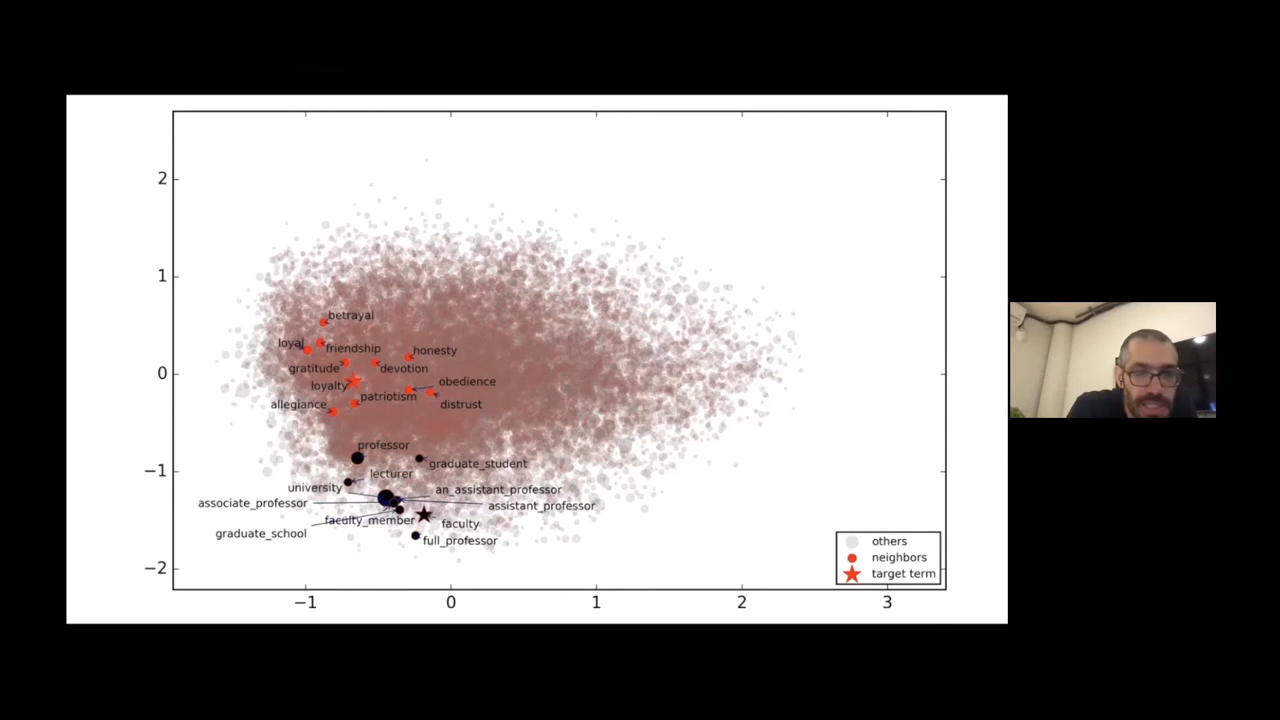 2
1
0
−1
−2
betrayal
loyal
friendship
honesty
gratitude
devotion
loyalty
obedience
allegiance
patriotism
distrust
professor
graduate_student
lecturer
university
an_assistant_professor
associate_professor
assistant_professor
faculty_member
faculty
graduate_school
full_professor
others
neighbors
target term
−1
0
1
2
3